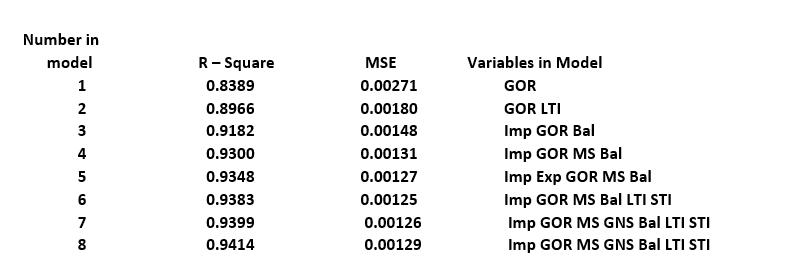 Number in
model R – Square MSE Variables in Model
1 0.8389 0.00271 GOR
2 0.8966 0.00180 GOR LTI
3 0.9182 0.00148 Imp GOR Bal
4 0.9300 0.00131 Imp GOR MS Bal
5 0.9348 0.00127 Imp Exp GOR MS Bal
6 0.9383 0.00125 Imp GOR MS Bal LTI STI
7 0.9399 0.00126 Imp GOR MS GNS Bal LTI STI
8 0.9414 0.00129 Imp GOR MS GNS Bal LTI STI